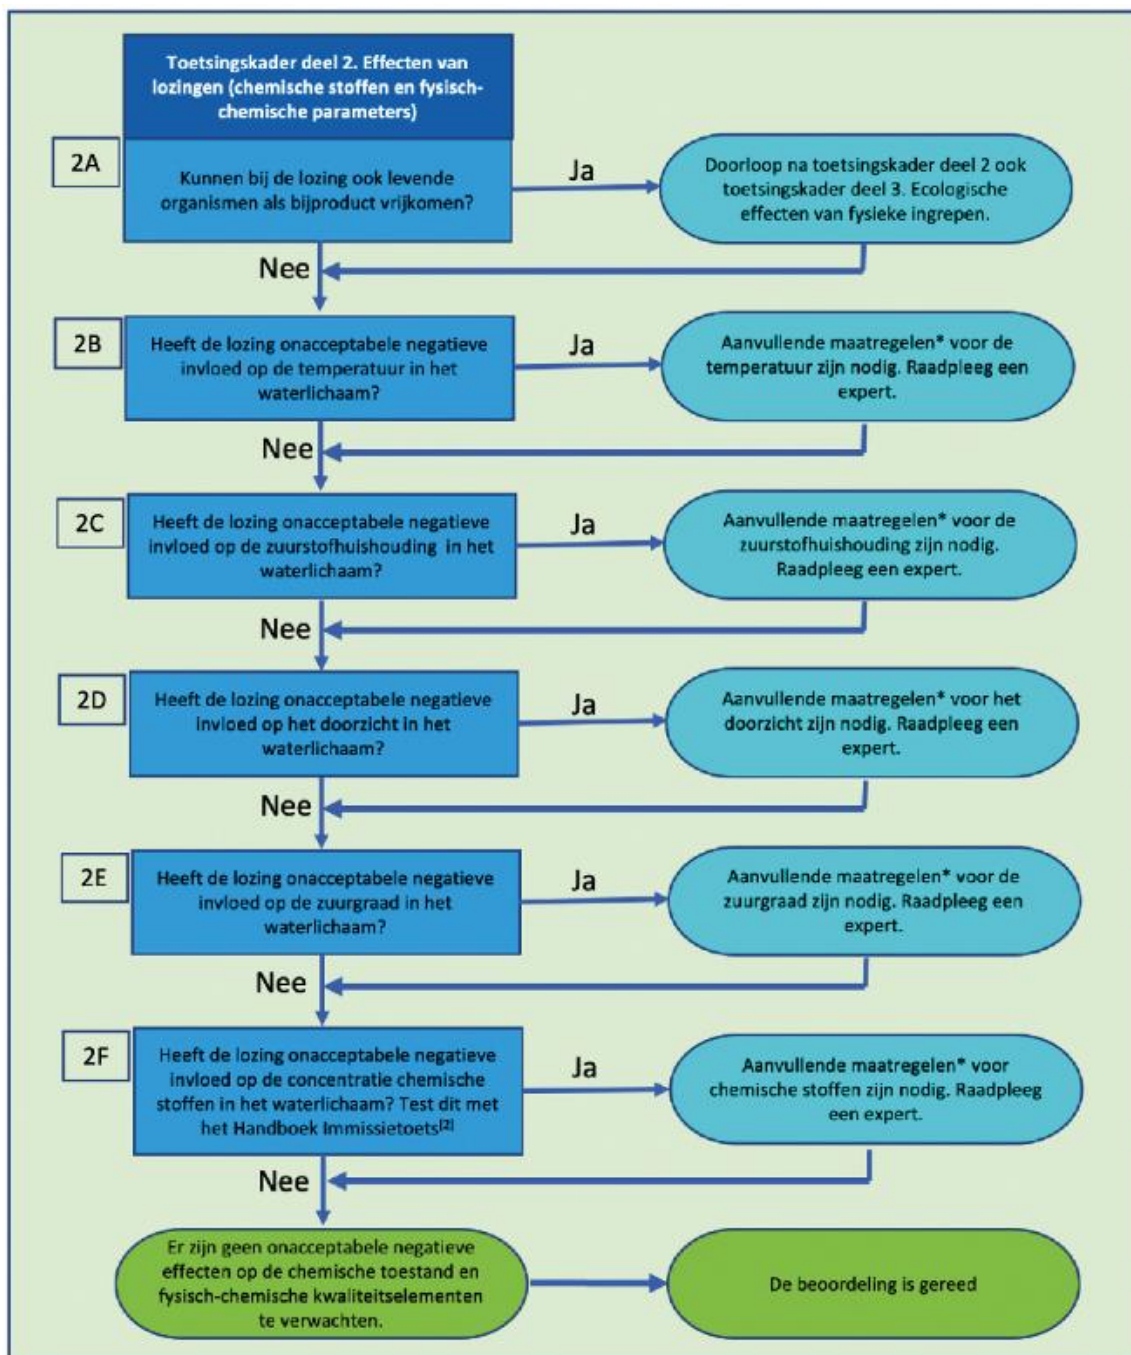 Toetsingskader deel 2. Effecten van
lozingen (chemische stoffen en fysisch-
chemische parameters)
2A
Kunnen bij de lozing ook levende
organismen als bijproduct vrijkomen?
Ja
Doorloop na toetsingskader deel 2 ook
toetsingskader deel 3. Ecologische
effecten van fysieke ingrepen.
Nee
2B
Heeft de lozing onacceptabele negatieve
invloed op de temperatuur in het
waterlichaam?
Ja
Aanvullende maatregelen* voor de
temperatuur zijn nodig. Raadpleeg een
expert.
Nee
2C
Heeft de lozing onacceptabele negatieve
invloed op de zuurstofhuishouding in het
waterlichaam?
Ja
Aanvullende maatregelen* voor de
zuurstofhuishouding zijn nodig.
Raadpleeg een expert.
Nee
2D
Heeft de lozing onacceptabele negatieve
invloed op het doorzicht in het
waterlichaam?
Ja
Aanvullende maatregelen* voor het
doorzicht zijn nodig. Raadpleeg een
expert.
Nee
2E
Heeft de lozing onacceptabele negatieve
invloed op de zuurgraad in het
waterlichaam?
Ja
Aanvullende maatregelen* voor de
zuurgraad zijn nodig. Raadpleeg een
expert.
Nee
2F
Heeft de lozing onacceptabele negatieve
invloed op de concentratie chemische
stoffen in het waterlichaam? Test dit met
het Handboek Immissietoets[2]
Ja
Aanvullende maatregelen* voor
chemische stoffen zijn nodig. Raadpleeg
een expert.
Nee
Er zijn geen onacceptabele negatieve
effecten op de chemische toestand en
fysisch-chemische kwaliteitselementen
te verwachten.
De beoordeling is gereed